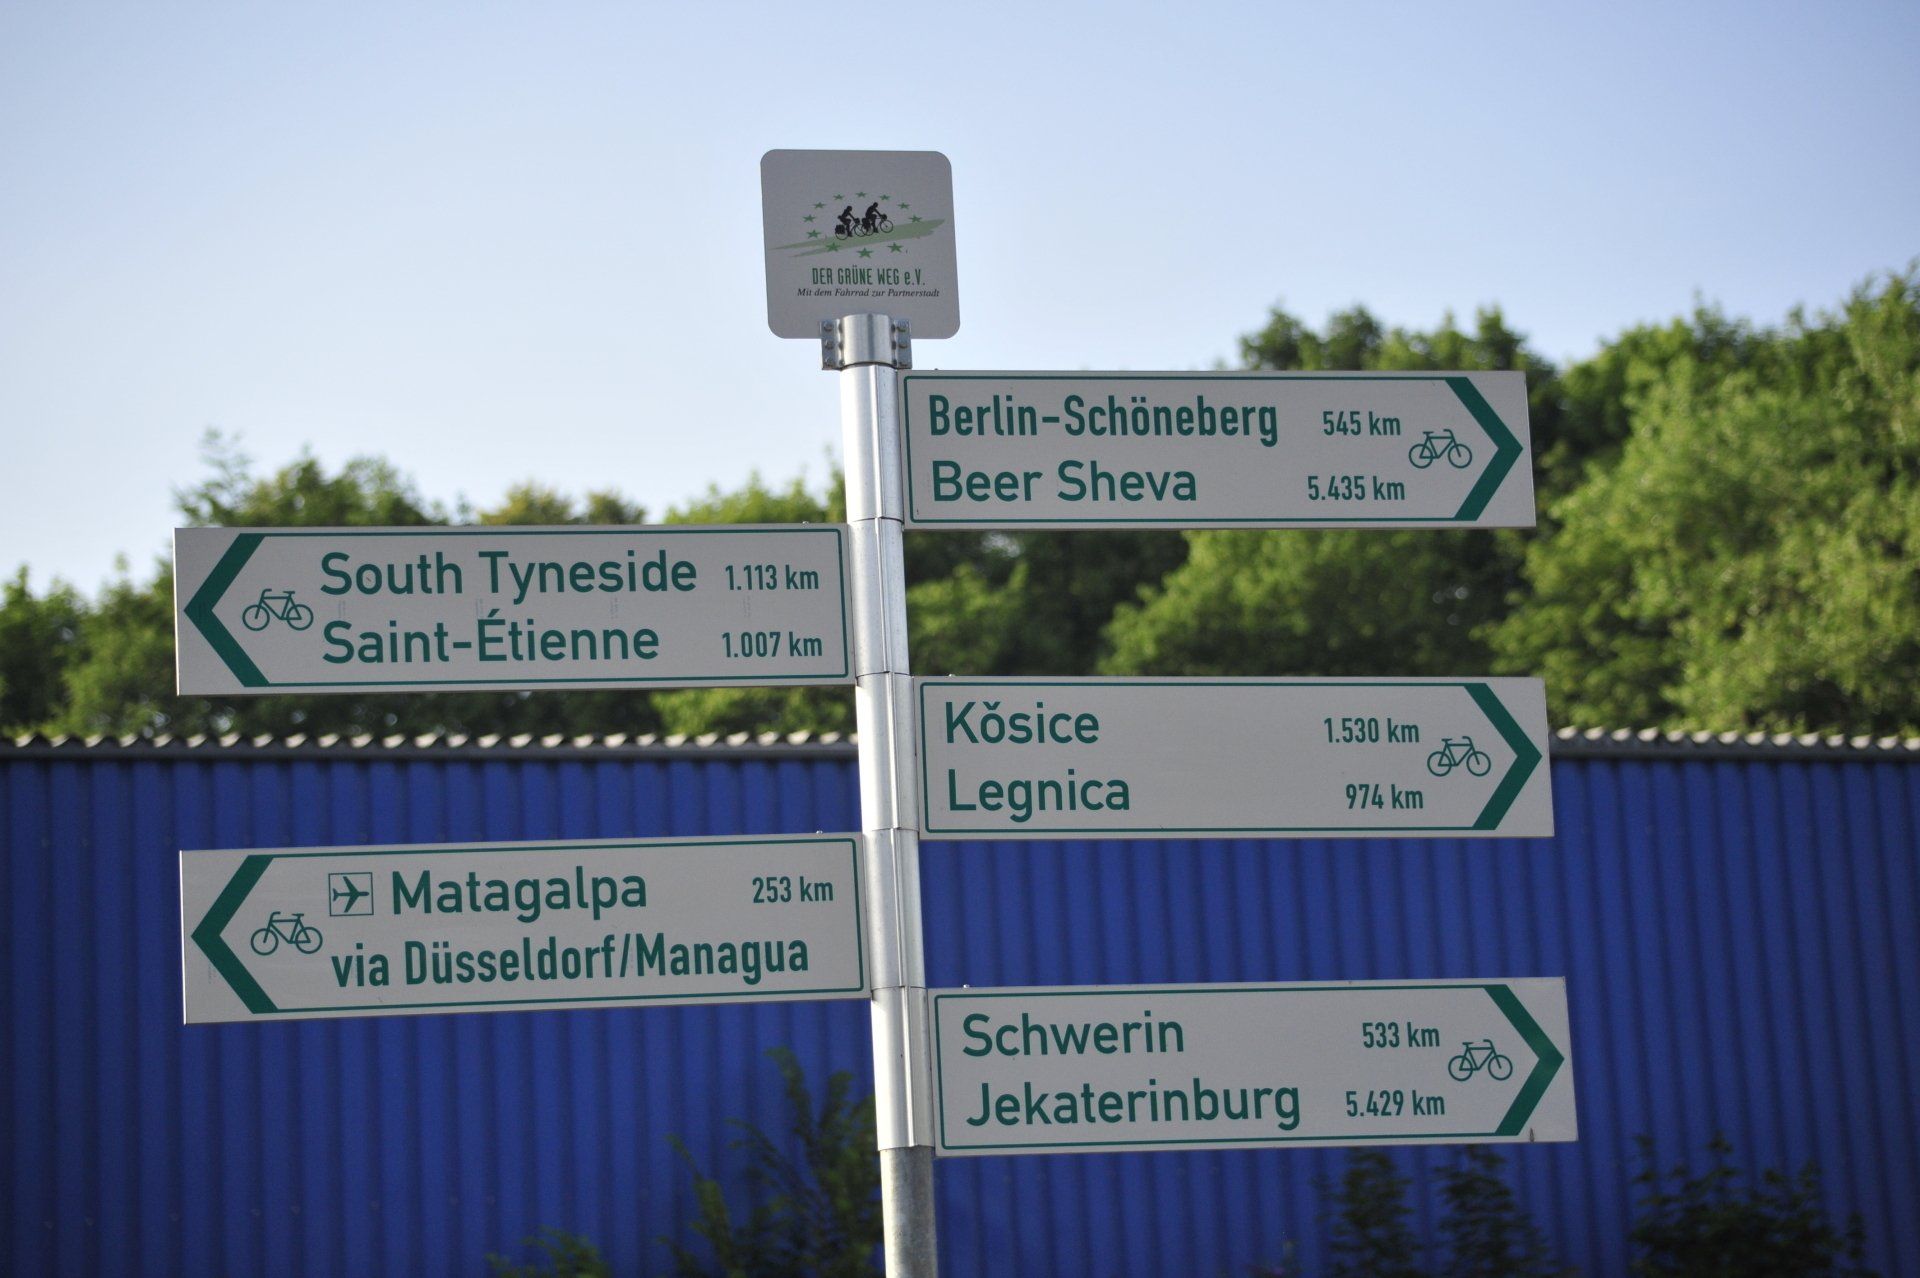 DER GRÜNE WEG e.V.
Mit dem Fahrrad zur Partnerstadt
Berlin-Schöneberg 545 km
Beer Sheva 5.435 km
South Tyneside 1.113 km
Saint-Étienne 1.007 km
Kǒsice 1.530 km
Legnica 974 km
Matagalpa 253 km
via Düsseldorf/Managua
Schwerin 533 km
Jekaterinburg 5.429 km